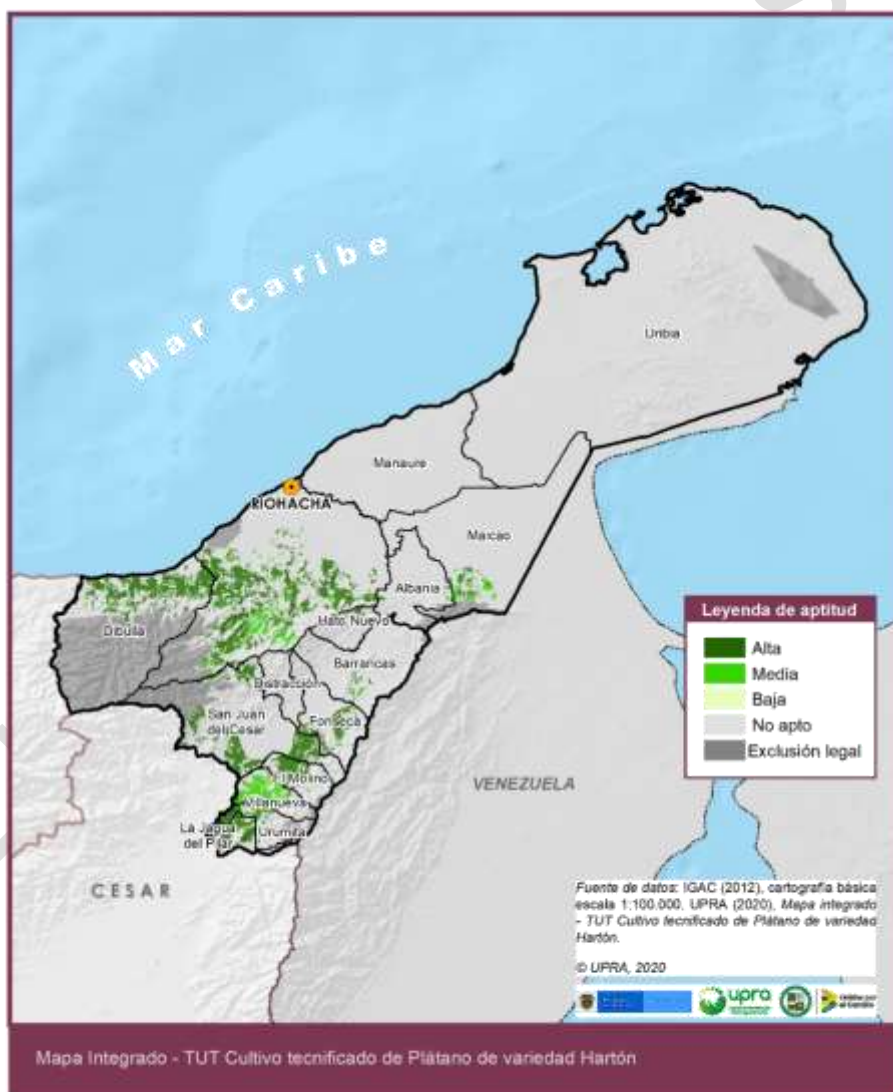 Mar Caribe
Uribia
Manaure
RIOHACHA
Maicao
Albania
Dibulla
Hato Nuevo
Barrancas
Distracción
San Juan
del Cesar
Fonseca
El Molino
Villanueva
La Jagua
del Pilar
Urumita
VENEZUELA
CESAR
Leyenda de aptitud
Alta
Media
Baja
No apto
Exclusión legal
Fuente de datos: IGAC (2012), cartografía básica
escala 1:100.000. UPRA (2020), Mapa integrado
- TUT Cultivo tecnificado de Plátano de variedad
Hartón.
© UPRA, 2020
upra
Mapa Integrado - TUT Cultivo tecnificado de Plátano de variedad Hartón